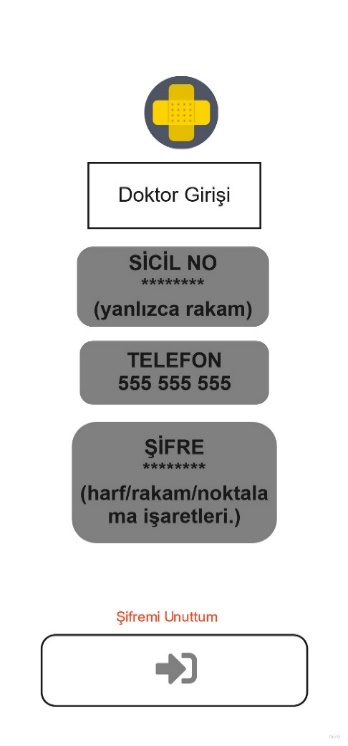 Doktor Girişi
SİCİL NO
********
(yanlızca rakam)
TELEFON
555 555 555
ŞİFRE
********
(harf/rakam/noktala
ma işaretleri.)
Şifremi Unuttum